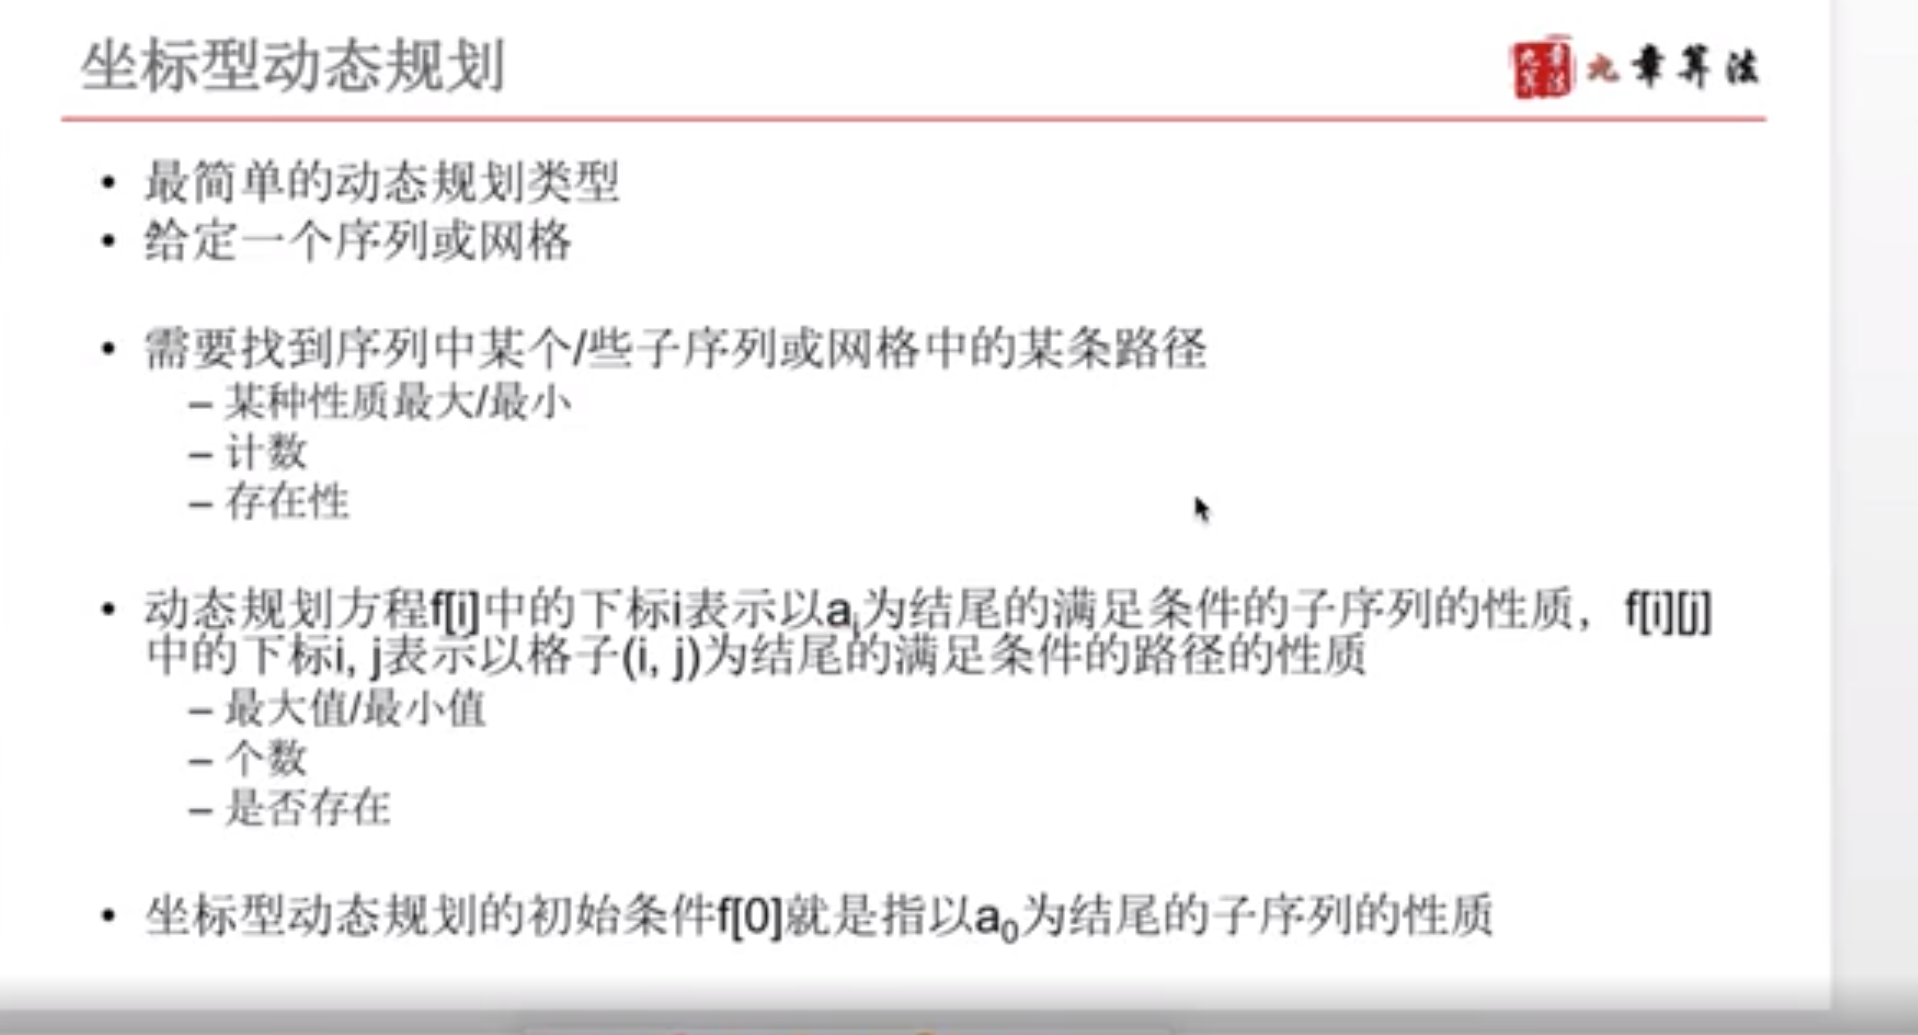 坐标型动态规划
九章算法
九章算法
• 最简单的动态规划类型
• 给定一个序列或网格
• 需要找到序列中某个/些子序列或网格中的某条路径
– 某种性质最大/最小
– 计数
– 存在性
• 动态规划方程f[i]中的下标i表示以aᵢ为结尾的满足条件的子序列的性质，f[i][j]
中的下标i, j表示以格子(i, j)为结尾的满足条件的路径的性质
– 最大值/最小值
– 个数
– 是否存在
• 坐标型动态规划的初始条件f[0]就是指以a₀为结尾的子序列的性质